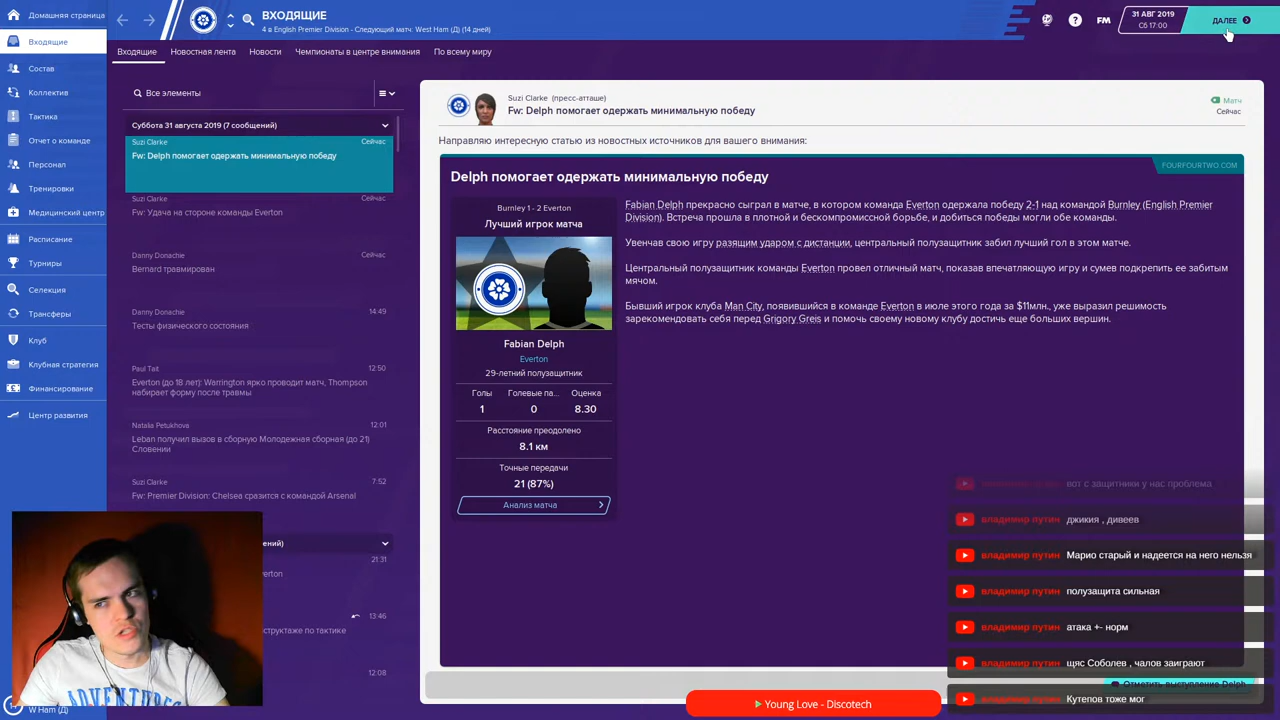 Домашняя страница
ВХОДЯЩИЕ
4 в English Premier Division - Следующий матч: West Ham (Д) (14 дней)
FM
31 АВГ 2019
Сб 17:00
ДАЛЕЕ
Входящие
Состав
Коллектив
Тактика
Отчет о команде
Персонал
Тренировки
Медицинский центр
Расписание
Турниры
Селекция
Трансферы
Клуб
Клубная стратегия
Финансирование
Центр развития
W Ham (Д)
Входящие
Новостная лента
Новости
Чемпионаты в центре внимания
По всему миру
Все элементы
Суббота 31 августа 2019 (7 сообщений)
Suzi Clarke
Сейчас
Fw: Delph помогает одержать минимальную победу
Suzi Clarke
Сейчас
Fw: Удача на стороне команды Everton
Danny Donachie
Сейчас
Bernard травмирован
Danny Donachie
14:49
Тесты физического состояния
Paul Tait
12:50
Everton (до 18 лет): Warrington ярко проводит матч, Thompson
набирает форму после травмы
Natalia Petukhova
12:01
Leban получил вызов в сборную Молодежная сборная (до 21)
Словении
Suzi Clarke
7:52
Fw: Premier Division: Chelsea сразится с командой Arsenal
ений)
21:31
verton
13:46
структаже по тактике
12:08
Suzi Clarke (пресс-атташе)
Fw: Delph помогает одержать минимальную победу
Матч
Сейчас
Направляю интересную статью из новостных источников для вашего внимания:
FOURFOURTWO.COM
Delph помогает одержать минимальную победу
Burnley 1 - 2 Everton
Лучший игрок матча
Fabian Delph
Everton
29-летний полузащитник
Голы
Голевые па...
Оценка
1
0
8.30
Расстояние преодолено
8.1 км
Точные передачи
21 (87%)
Анализ матча
Fabian Delph прекрасно сыграл в матче, в котором команда Everton одержала победу 2-1 над командой Burnley (English Premier
Division). Встреча прошла в плотной и бескомпромиссной борьбе, и добиться победы могли обе команды.
Увенчав свою игру разящим ударом с дистанции, центральный полузащитник забил лучший гол в этом матче.
Центральный полузащитник команды Everton провел отличный матч, показав впечатляющую игру и сумев подкрепить ее забитым
мячом.
Бывший игрок клуба Man City, появившийся в команде Everton в июле этого года за $11млн., уже выразил решимость
зарекомендовать себя перед Grigory Greis и помочь своему новому клубу достичь еще больших вершин.
вот с защитники у нас проблема
владимир путин джикия , дивеев
владимир путин Марио старый и надеется на него нельзя
владимир путин полузащита сильная
владимир путин атака +- норм
владимир путин щяс Соболев , чалов заиграют
Отметить выступление Delph
владимир путин Кутепов тоже мог
Young Love - Discotech
ADVENTURES